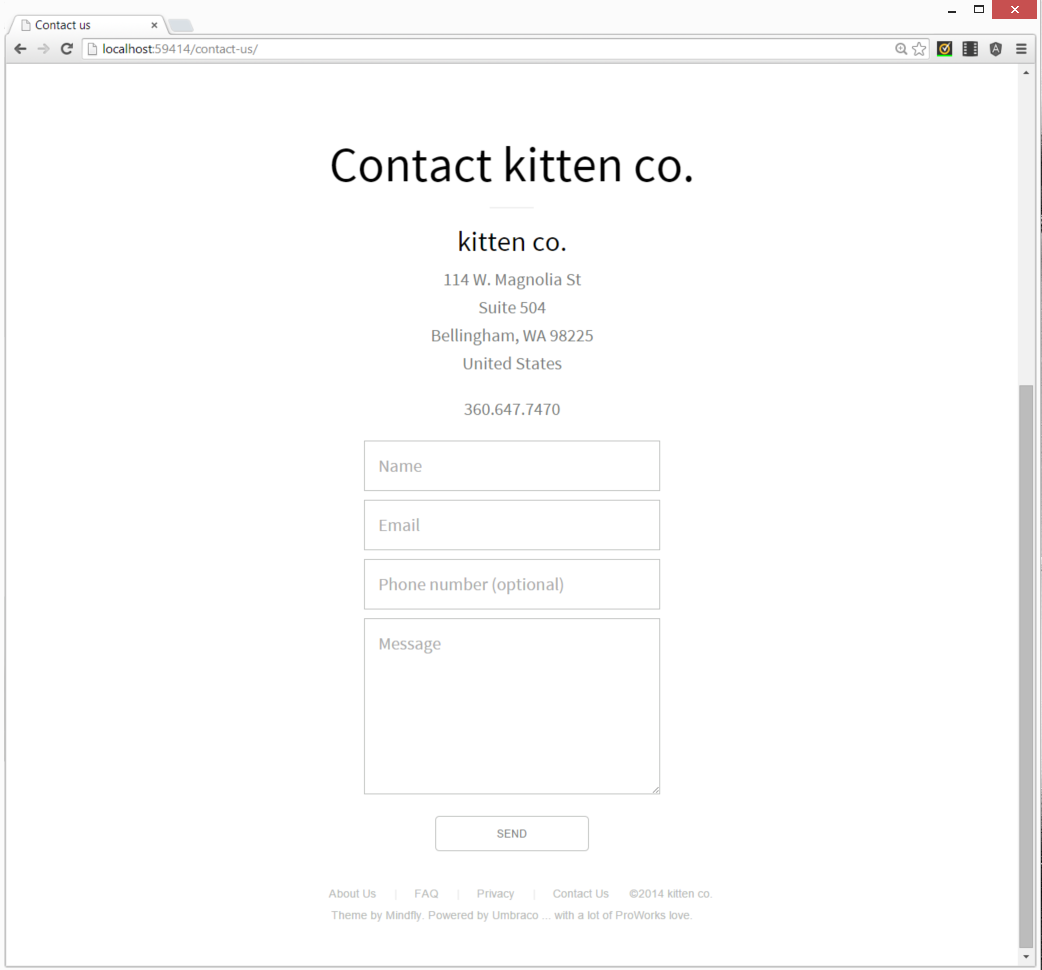 Contact us
localhost:59414/contact-us/
Contact kitten co.
kitten co.
114 W. Magnolia St
Suite 504
Bellingham, WA 98225
United States
360.647.7470
Name
Email
Phone number (optional)
Message
SEND
About Us | FAQ | Privacy | Contact Us ©2014 kitten co.
Theme by Mindfly. Powered by Umbraco ... with a lot of ProWorks love.